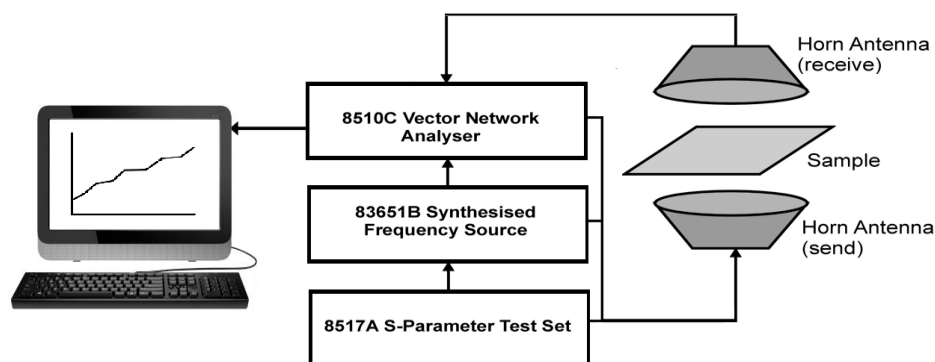 8510C Vector Network
Analyser
83651B Synthesised
Frequency Source
8517A S-Parameter Test Set
Horn Antenna
(receive)
Sample
Horn Antenna
(send)